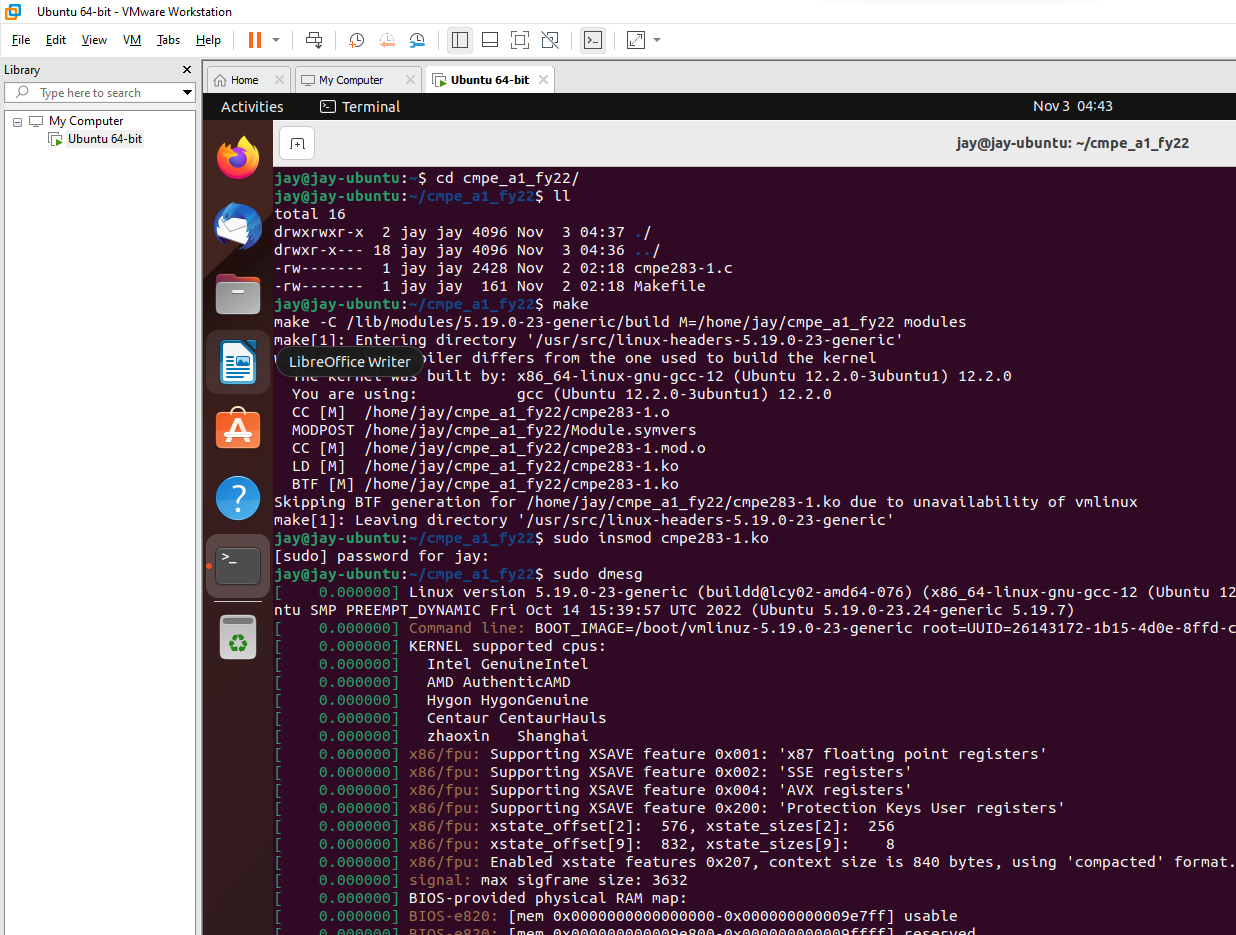 Ubuntu 64-bit - VMware Workstation
File Edit View VM Tabs Help
Library
Type here to search
My Computer
Ubuntu 64-bit
Home My Computer Ubuntu 64-bit
Activities Terminal Nov 3 04:43
jay@jay-ubuntu: ~/cmpe_a1_fy22
jay@jay-ubuntu:~$ cd cmpe_a1_fy22/
jay@jay-ubuntu:~/cmpe_a1_fy22$ ll
total 16
drwxrwxr-x  2 jay jay 4096 Nov  3 04:37 ./
drwxr-x--- 18 jay jay 4096 Nov  3 04:36 ../
-rw-------  1 jay jay 2428 Nov  2 02:18 cmpe283-1.c
-rw-------  1 jay jay  161 Nov  2 02:18 Makefile
jay@jay-ubuntu:~/cmpe_a1_fy22$ make
make -C /lib/modules/5.19.0-23-generic/build M=/home/jay/cmpe_a1_fy22 modules
make[1]: Entering directory '/usr/src/linux-headers-5.19.0-23-generic'
LibreOffice Writer
differs from the one used to build the kernel
The kernel was built by: x86_64-linux-gnu-gcc-12 (Ubuntu 12.2.0-3ubuntu1) 12.2.0
You are using: gcc (Ubuntu 12.2.0-3ubuntu1) 12.2.0
CC [M] /home/jay/cmpe_a1_fy22/cmpe283-1.o
MODPOST /home/jay/cmpe_a1_fy22/Module.symvers
CC [M] /home/jay/cmpe_a1_fy22/cmpe283-1.mod.o
LD [M] /home/jay/cmpe_a1_fy22/cmpe283-1.ko
BTF [M] /home/jay/cmpe_a1_fy22/cmpe283-1.ko
Skipping BTF generation for /home/jay/cmpe_a1_fy22/cmpe283-1.ko due to unavailability of vmlinux
make[1]: Leaving directory '/usr/src/linux-headers-5.19.0-23-generic'
jay@jay-ubuntu:~/cmpe_a1_fy22$ sudo insmod cmpe283-1.ko
[sudo] password for jay:
jay@jay-ubuntu:~/cmpe_a1_fy22$ sudo dmesg
[    0.000000] Linux version 5.19.0-23-generic (buildd@lcy02-amd64-076) (x86_64-linux-gnu-gcc-12 (Ubuntu 12
ntu SMP PREEMPT_DYNAMIC Fri Oct 14 15:39:57 UTC 2022 (Ubuntu 5.19.0-23.24-generic 5.19.7)
[    0.000000] Command line: BOOT_IMAGE=/boot/vmlinuz-5.19.0-23-generic root=UUID=26143172-1b15-4d0e-8ffd-c
[    0.000000] KERNEL supported cpus:
[    0.000000]   Intel GenuineIntel
[    0.000000]   AMD AuthenticAMD
[    0.000000]   Hygon HygonGenuine
[    0.000000]   Centaur CentaurHauls
[    0.000000]   zhaoxin   Shanghai
[    0.000000] x86/fpu: Supporting XSAVE feature 0x001: 'x87 floating point registers'
[    0.000000] x86/fpu: Supporting XSAVE feature 0x002: 'SSE registers'
[    0.000000] x86/fpu: Supporting XSAVE feature 0x004: 'AVX registers'
[    0.000000] x86/fpu: Supporting XSAVE feature 0x200: 'Protection Keys User registers'
[    0.000000] x86/fpu: xstate_offset[2]:  576, xstate_sizes[2]:  256
[    0.000000] x86/fpu: xstate_offset[9]:  832, xstate_sizes[9]:    8
[    0.000000] x86/fpu: Enabled xstate features 0x207, context size is 840 bytes, using 'compacted' format.
[    0.000000] signal: max sigframe size: 3632
[    0.000000] BIOS-provided physical RAM map:
[    0.000000] BIOS-e820: [mem 0x0000000000000000-0x000000000009e7ff] usable
[    0.000000] BIOS-e820: [mem 0x000000000009e800-0x000000000009ffff] reserved